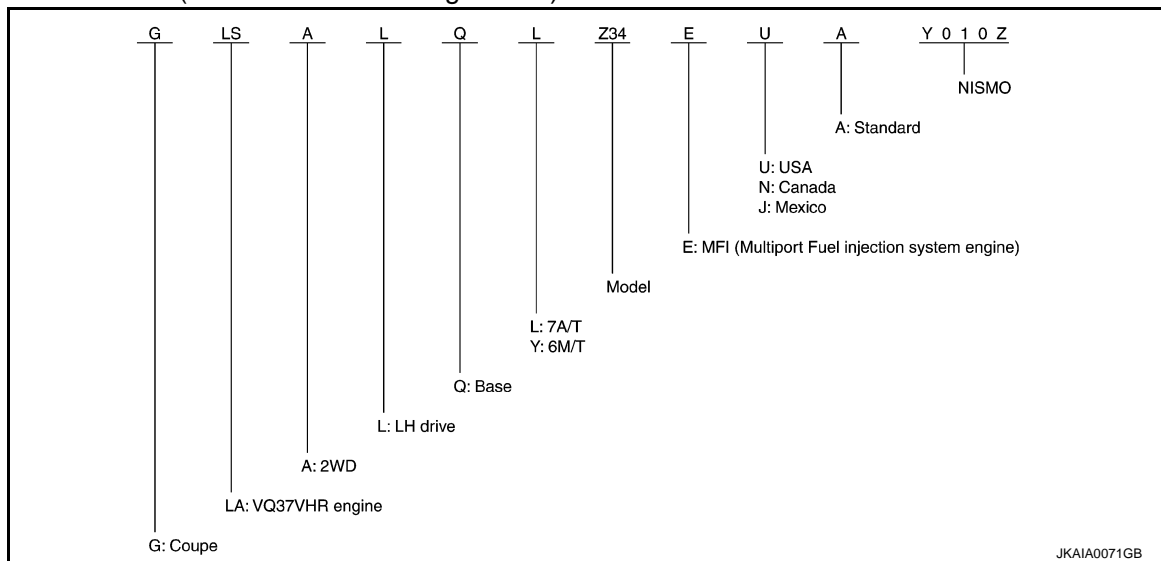 G LS A L Q L Z34 E U A Y 0 1 0 Z
NISMO
A: Standard
U: USA
N: Canada
J: Mexico
E: MFI (Multiport Fuel injection system engine)
Model
L: 7A/T
Y: 6M/T
Q: Base
L: LH drive
A: 2WD
LA: VQ37VHR engine
G: Coupe
JKAIA0071GB